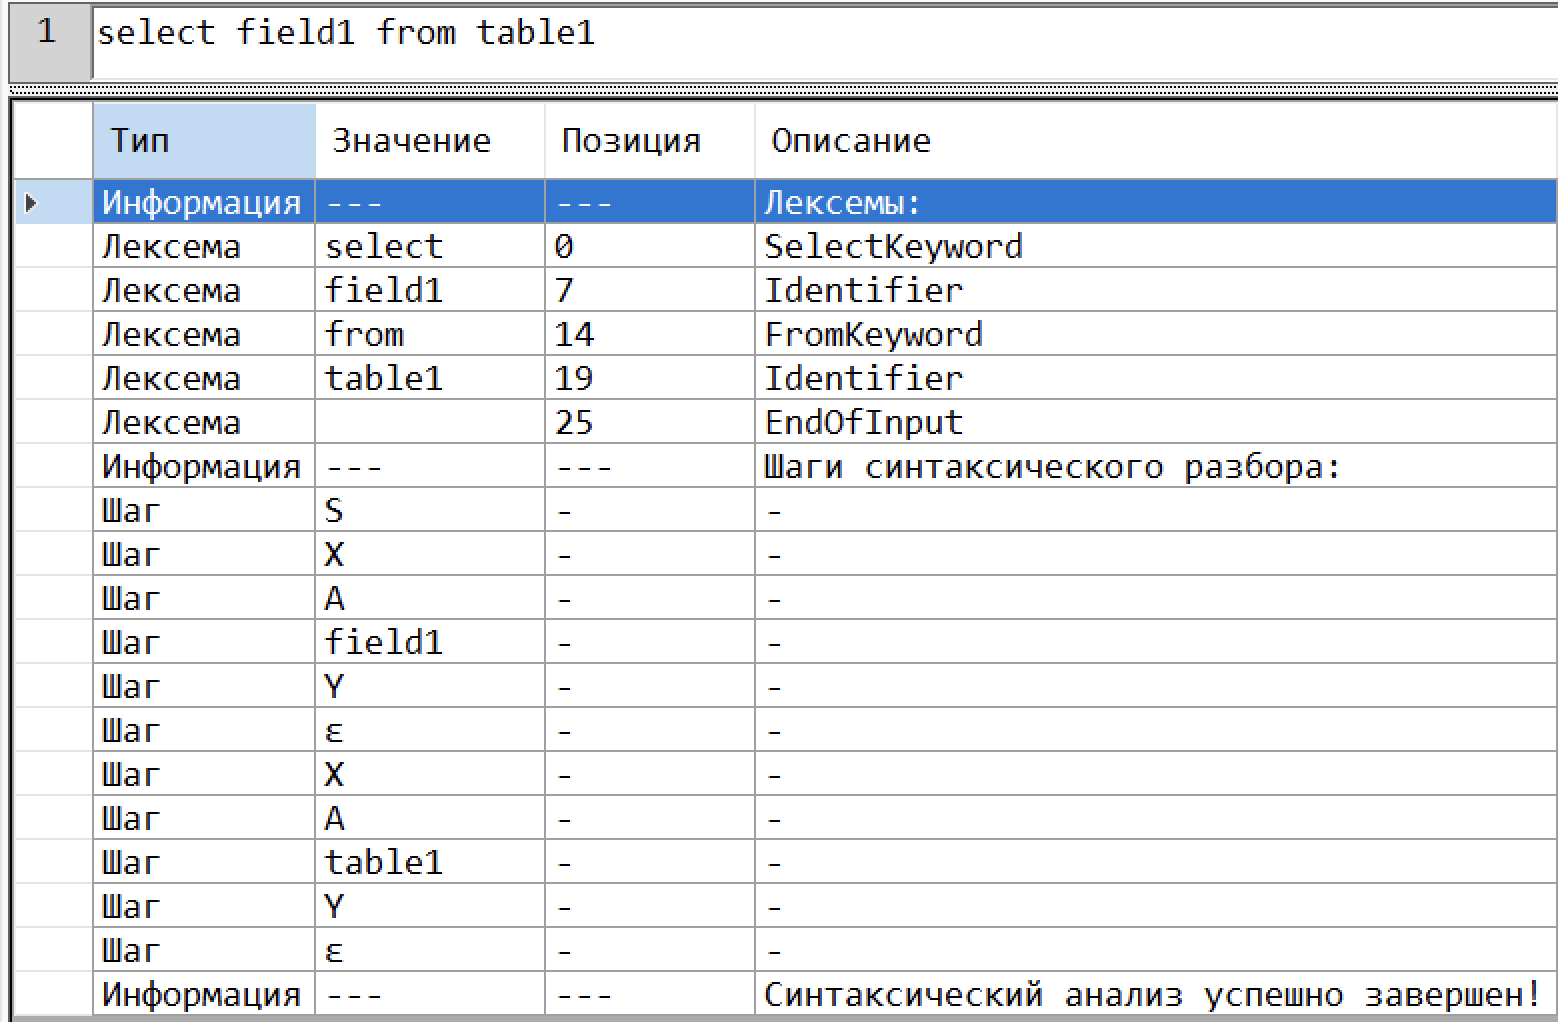 1 select field1 from table1
Тип Значение Позиция Описание
Информация --- --- Лексемы:
Лексема select 0 SelectKeyword
Лексема field1 7 Identifier
Лексема from 14 FromKeyword
Лексема table1 19 Identifier
Лексема 25 EndOfInput
Информация --- --- Шаги синтаксического разбора:
Шаг S - -
Шаг X - -
Шаг A - -
Шаг field1 - -
Шаг Y - -
Шаг ε - -
Шаг X - -
Шаг A - -
Шаг table1 - -
Шаг Y - -
Шаг ε - -
Информация --- --- Синтаксический анализ успешно завершен!